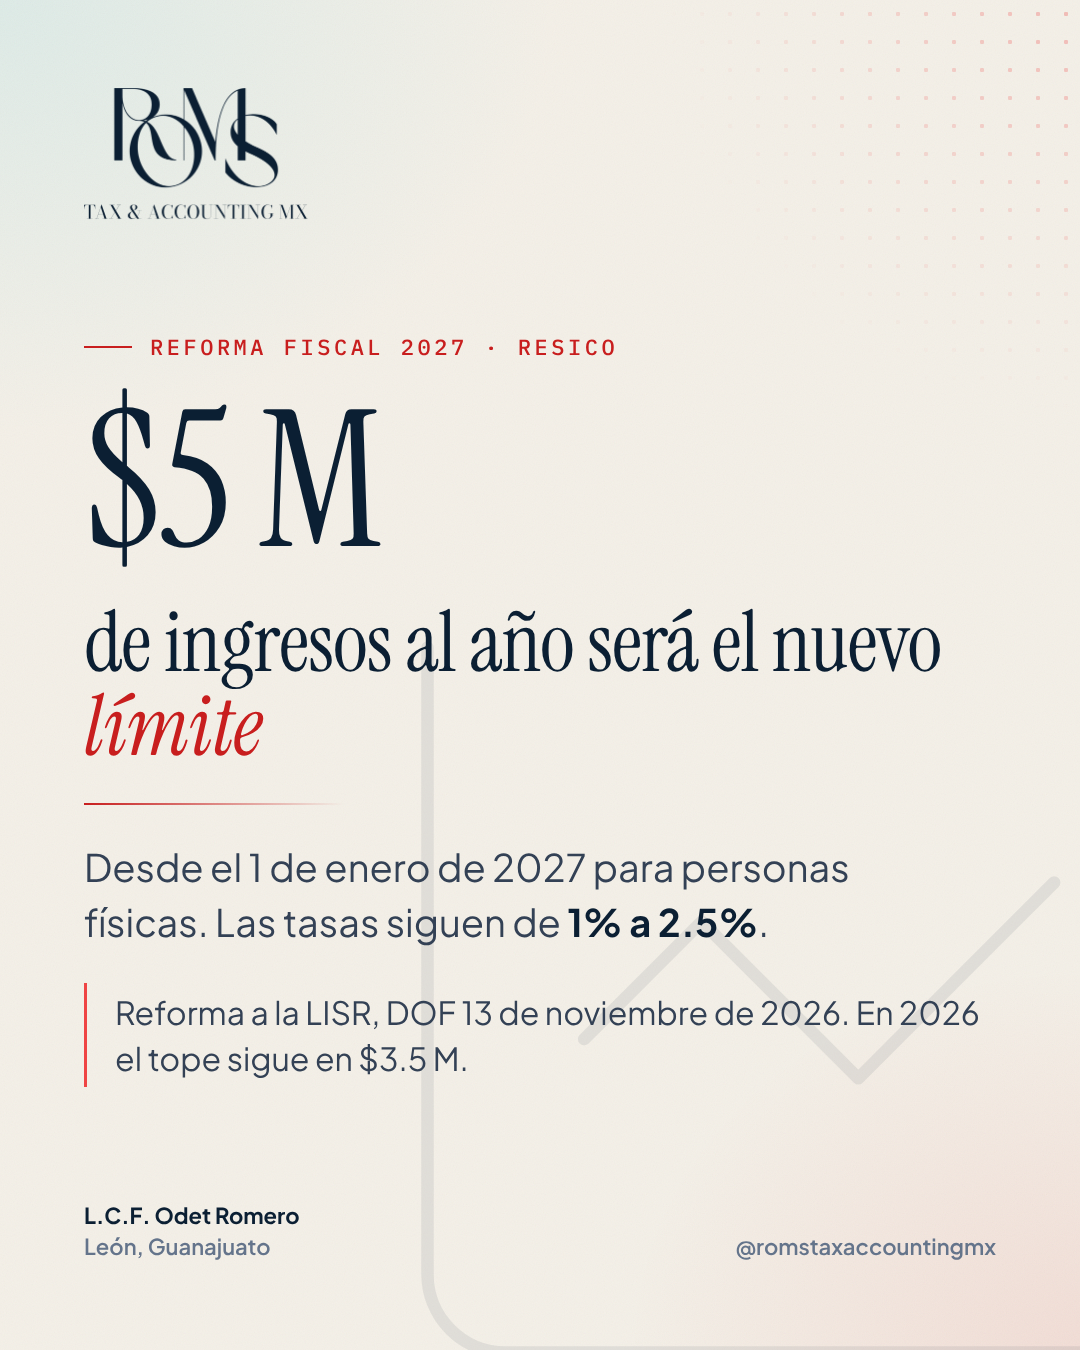 ROMS
TAX & ACCOUNTING MX
REFORMA FISCAL 2027 · RESICO
$5 M
de ingresos al año será el nuevo
límite
Desde el 1 de enero de 2027 para personas
físicas. Las tasas siguen de 1% a 2.5%.
Reforma a la LISR, DOF 13 de noviembre de 2026. En 2026
el tope sigue en $3.5 M.
L.C.F. Odet Romero
León, Guanajuato
@romstaxaccountingmx